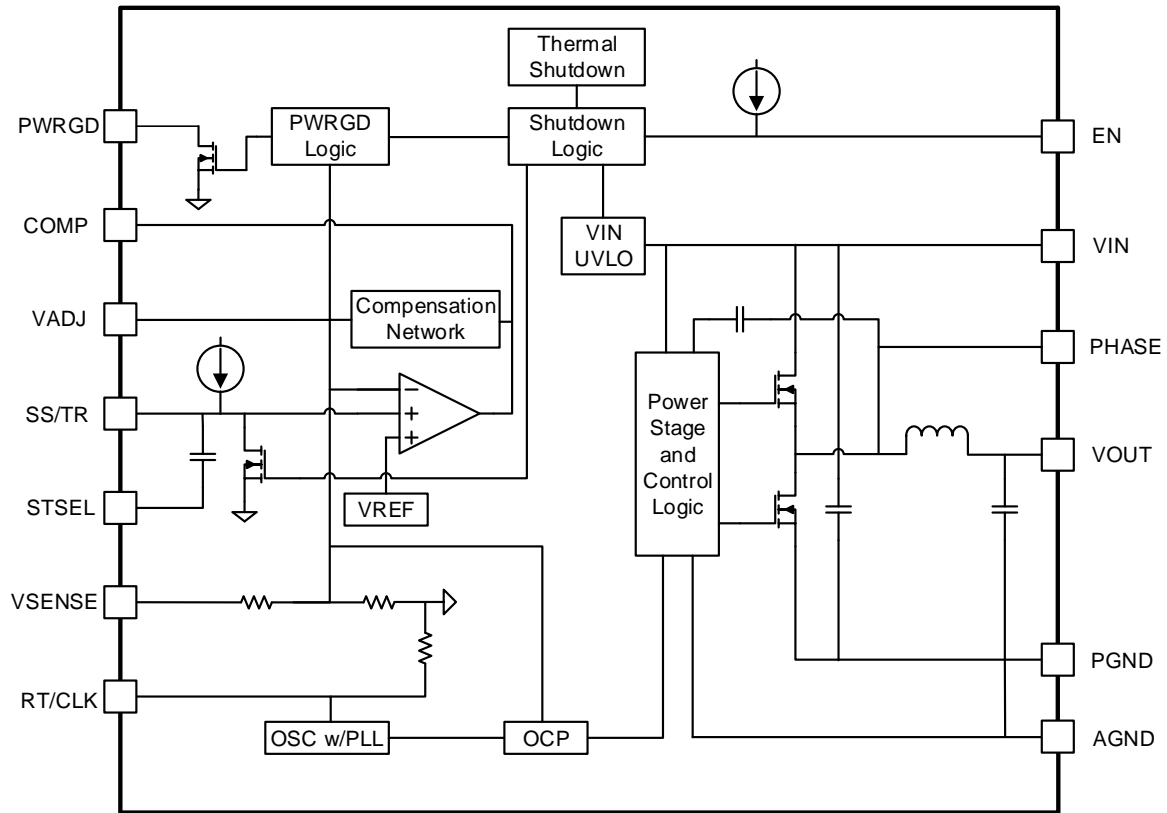 Thermal
Shutdown
PWRGD
PWRGD
Logic
Shutdown
Logic
EN
COMP
VIN
UVLO
VIN
VADJ
Compensation
Network
PHASE
SS/TR
−
+
+
Power
Stage
and
Control
Logic
VOUT
STSEL
VREF
VSENSE
PGND
RT/CLK
OSC w/PLL
OCP
AGND